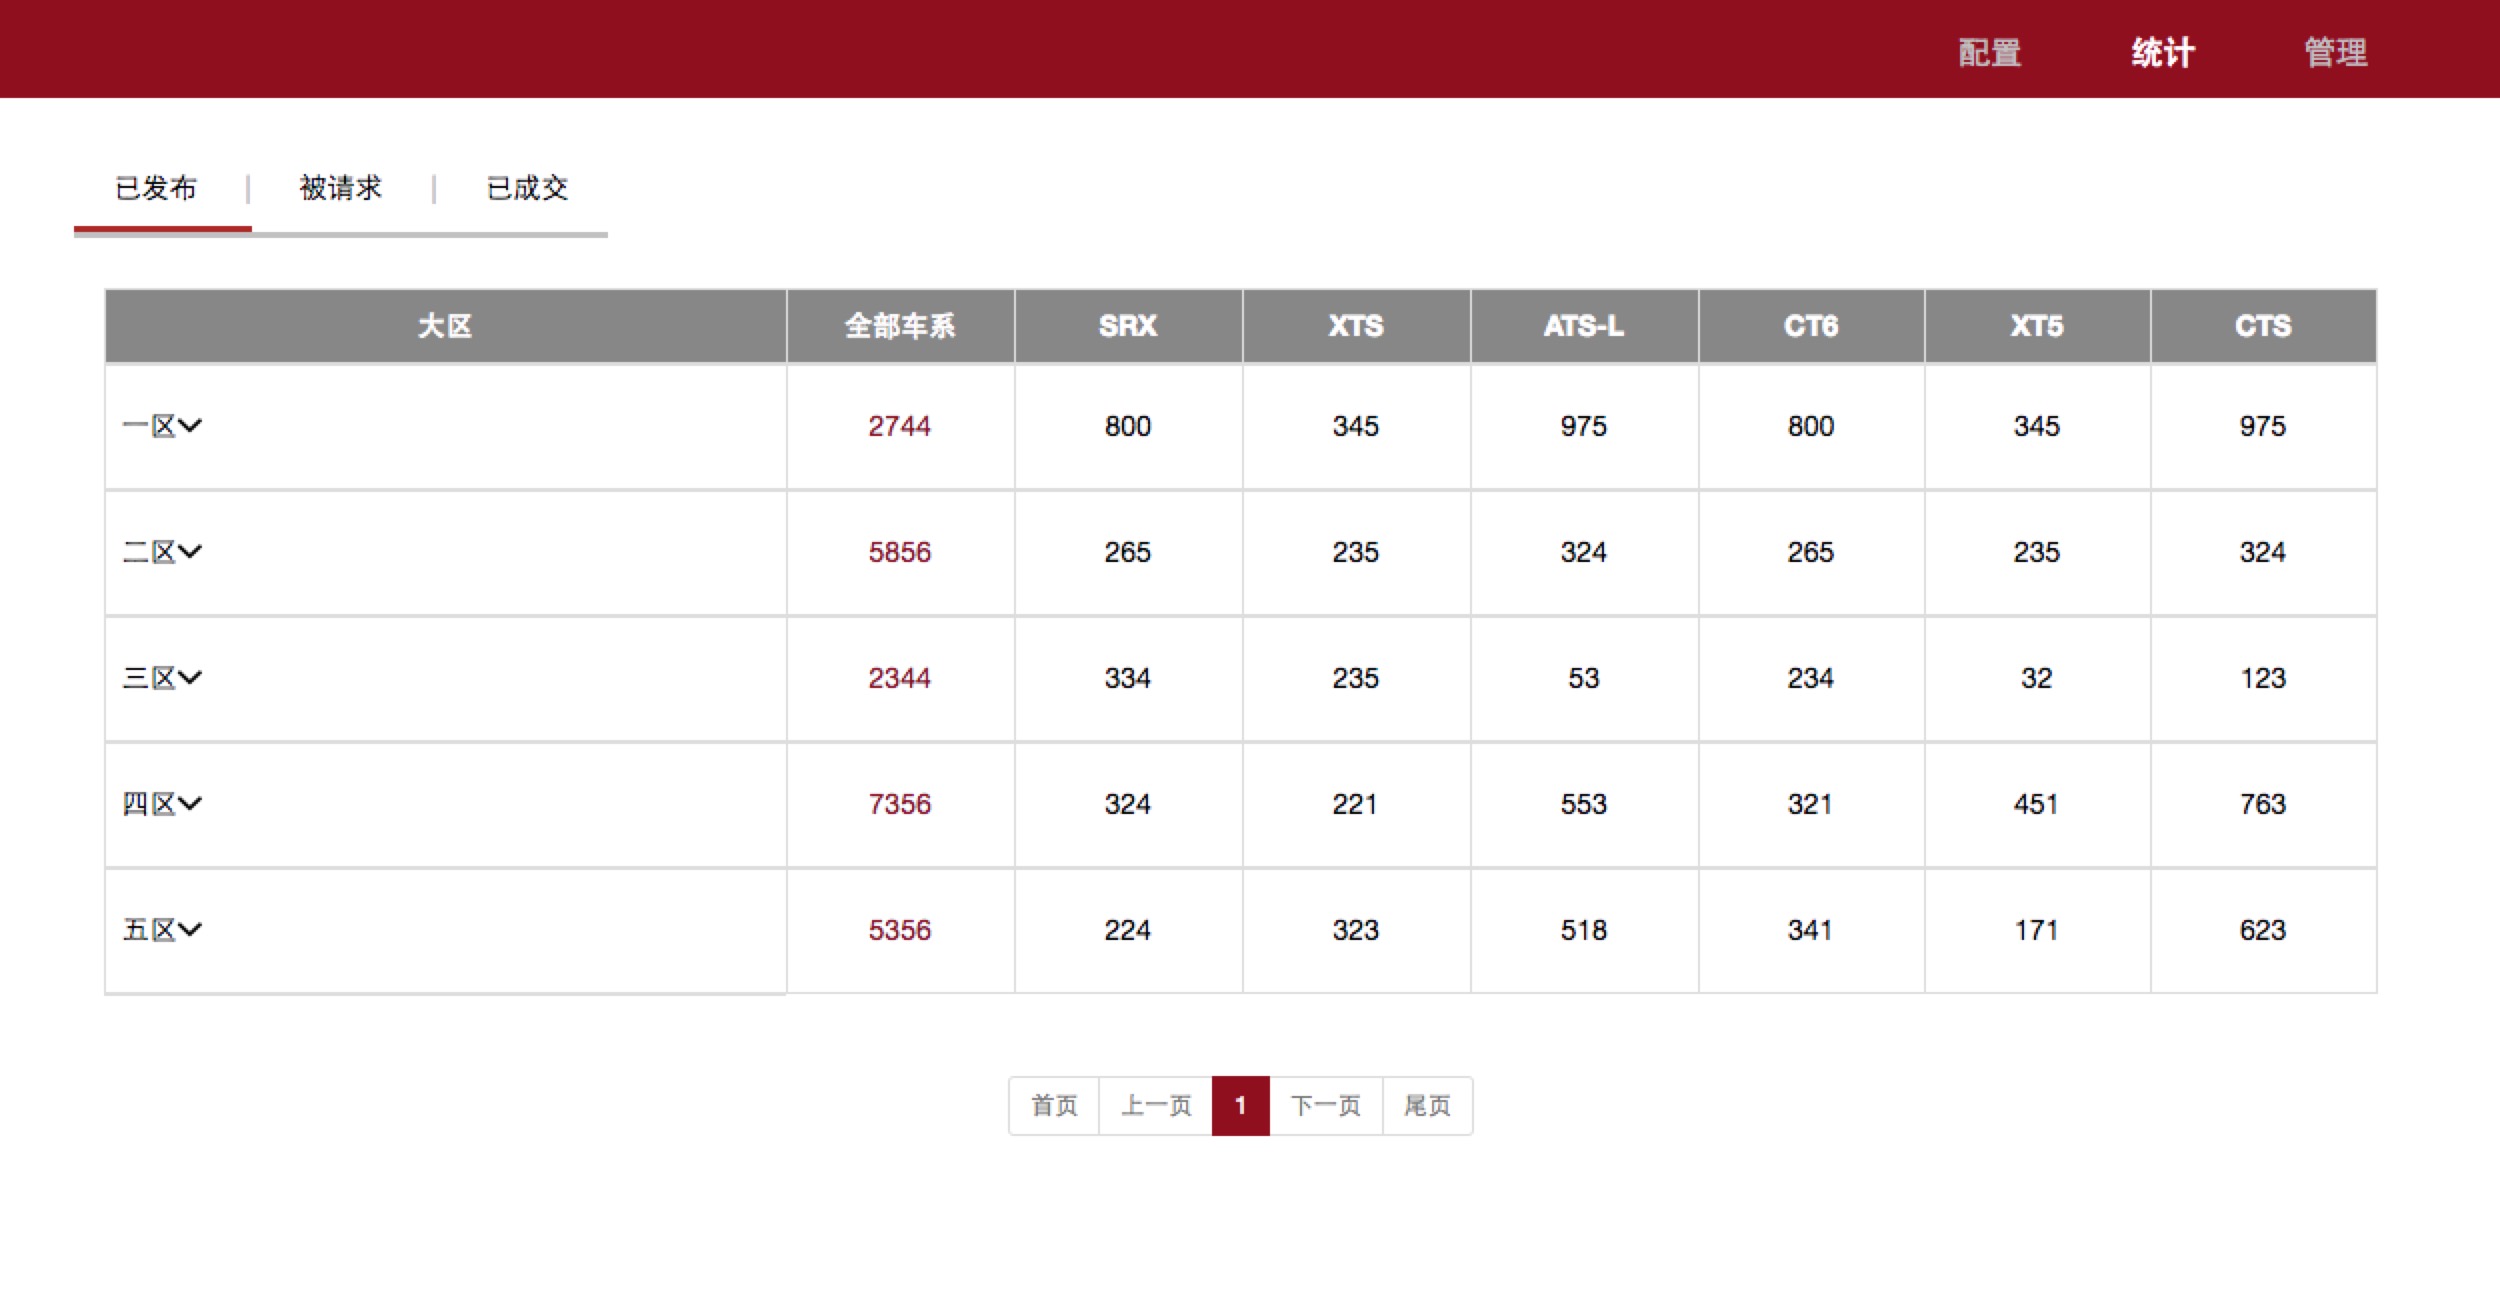 配置 统计 管理
已发布 | 被请求 | 已成交
大区 全部车系 SRX XTS ATS-L CT6 XT5 CTS
一区 2744 800 345 975 800 345 975
二区 5856 265 235 324 265 235 324
三区 2344 334 235 53 234 32 123
四区 7356 324 221 553 321 451 763
五区 5356 224 323 518 341 171 623
首页 上一页 1 下一页 尾页